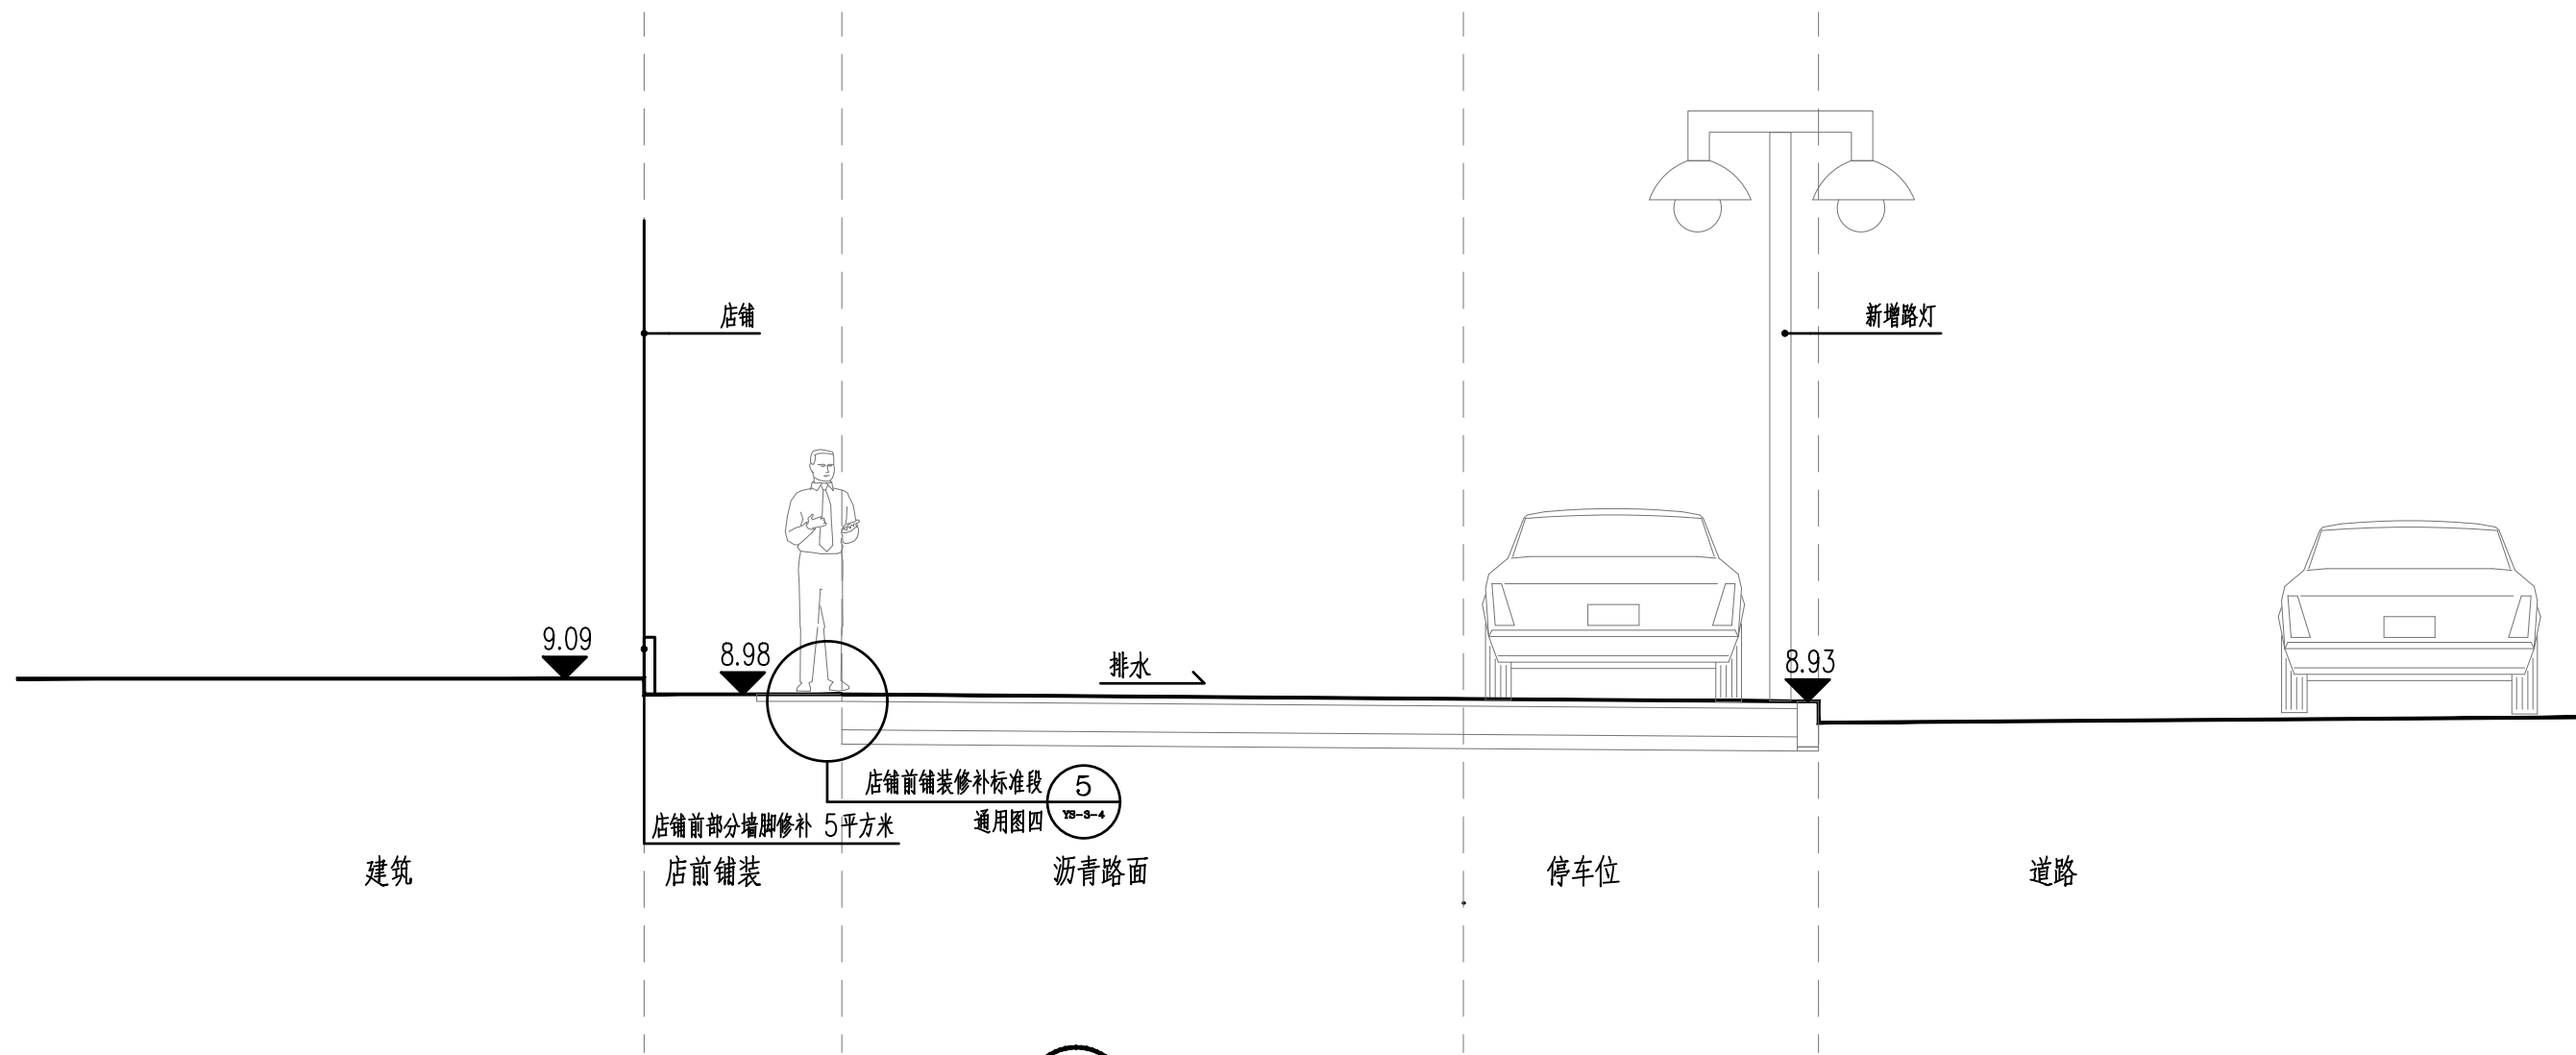 店铺
新增路灯
9.09
8.98
排水
8.93
店铺前铺装修补标准段
5
YS-3-4
通用图四
店铺前部分墙脚修补 5平方米
建筑
店前铺装
沥青路面
停车位
道路